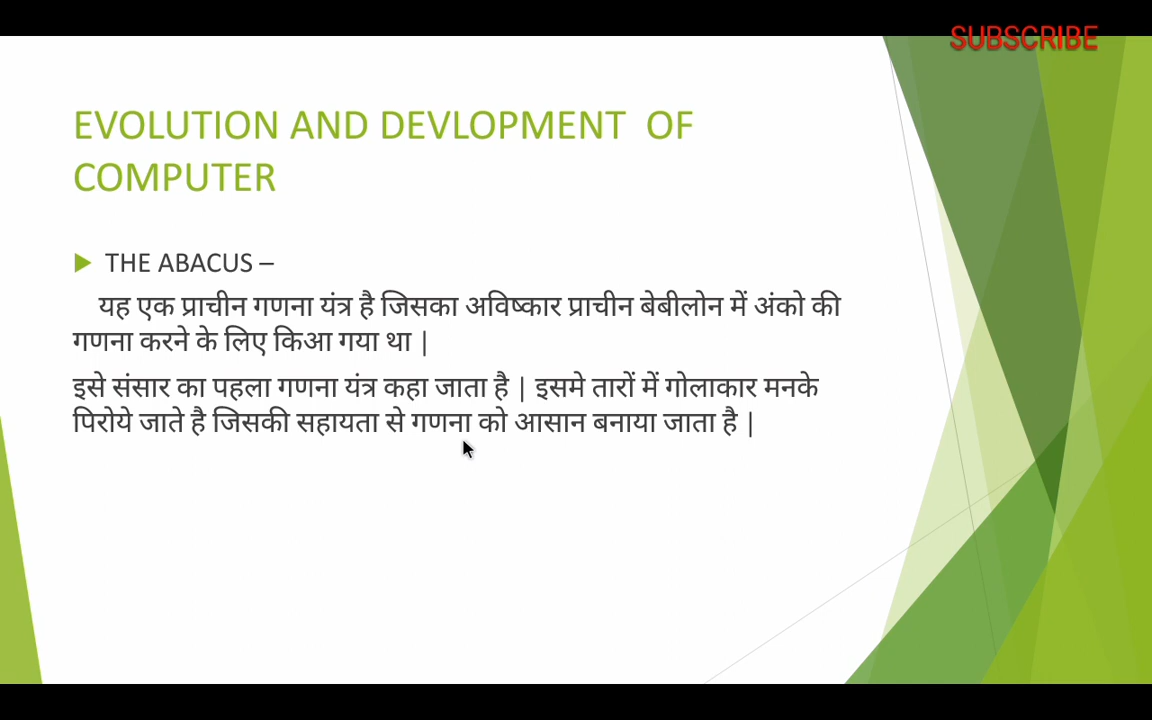 SUBSCRIBE
EVOLUTION AND DEVLOPMENT OF
COMPUTER
THE ABACUS –
यह एक प्राचीन गणना यंत्र है जिसका अविष्कार प्राचीन बेबीलोन में अंको की
गणना करने के लिए किआ गया था |
इसे संसार का पहला गणना यंत्र कहा जाता है | इसमे तारों में गोलाकार मनके
पिरोये जाते है जिसकी सहायता से गणना को आसान बनाया जाता है |